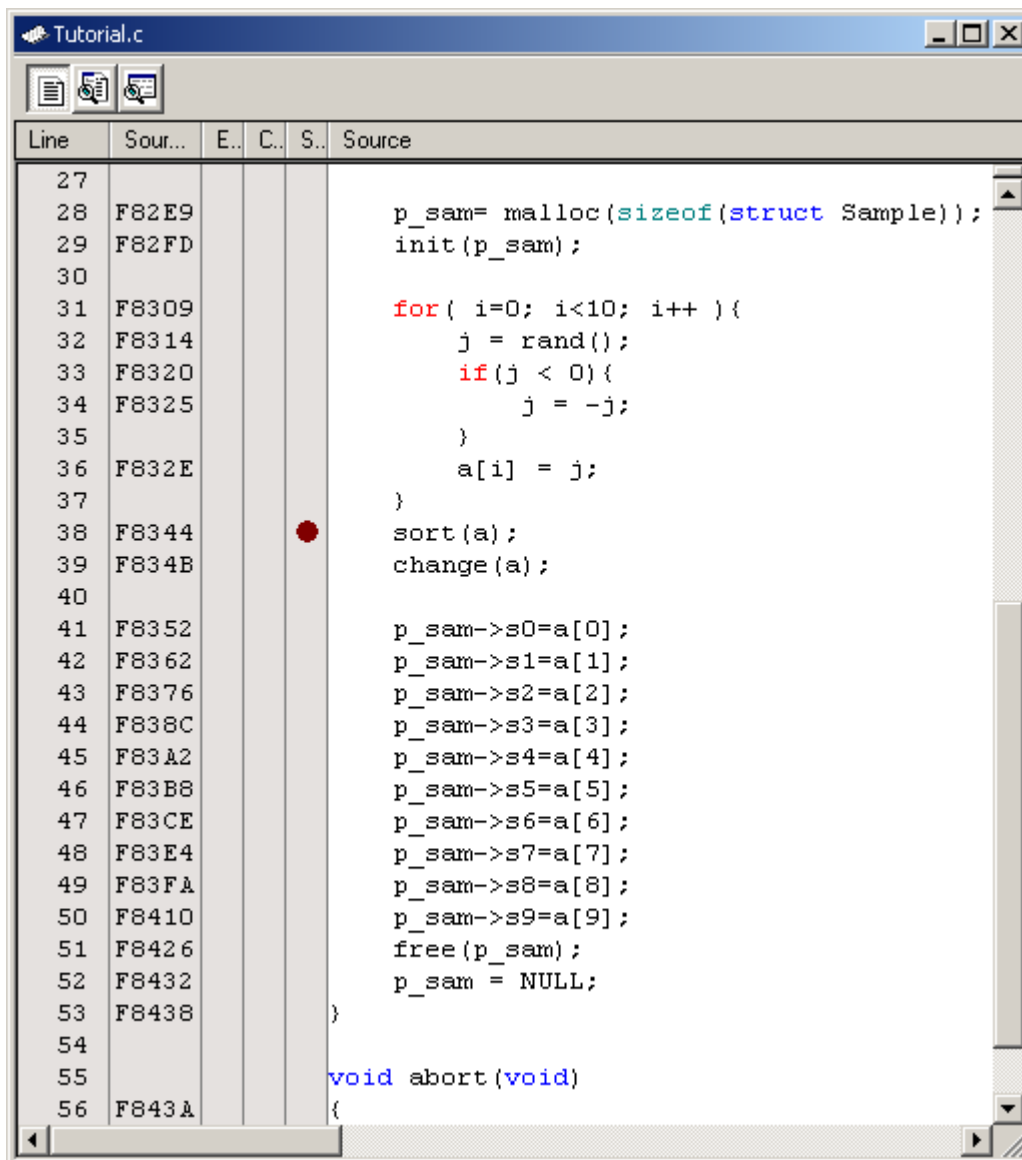 Tutorial.c
Line Sour... E.. C.. S.. Source
27
28 F82E9 p_sam= malloc(sizeof(struct Sample));
29 F82FD init(p_sam);
30
31 F8309 for( i=0; i<10; i++ ){
32 F8314 j = rand();
33 F8320 if(j < 0){
34 F8325 j = -j;
35 }
36 F832E a[i] = j;
37 }
38 F8344 sort(a);
39 F834B change(a);
40
41 F8352 p_sam->s0=a[0];
42 F8362 p_sam->s1=a[1];
43 F8376 p_sam->s2=a[2];
44 F838C p_sam->s3=a[3];
45 F83A2 p_sam->s4=a[4];
46 F83B8 p_sam->s5=a[5];
47 F83CE p_sam->s6=a[6];
48 F83E4 p_sam->s7=a[7];
49 F83FA p_sam->s8=a[8];
50 F8410 p_sam->s9=a[9];
51 F8426 free(p_sam);
52 F8432 p_sam = NULL;
53 F8438 }
54
55 void abort(void)
56 F843A {